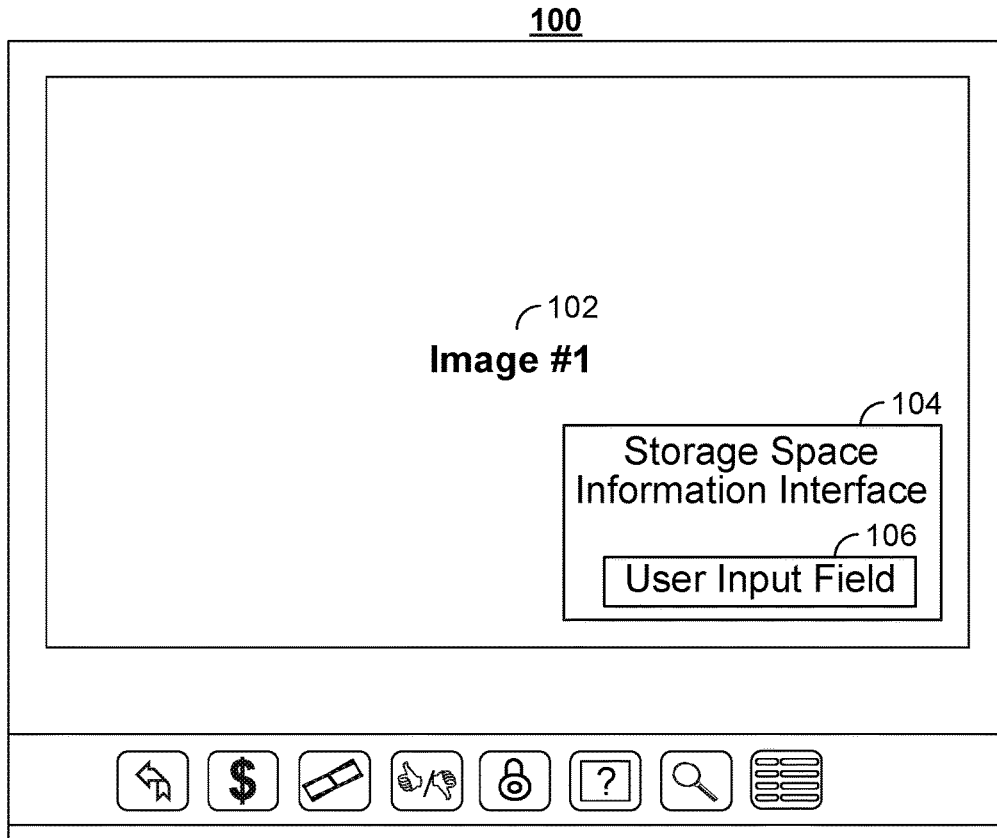 100
102
Image #1
104
Storage Space
Information Interface
106
User Input Field
$
?